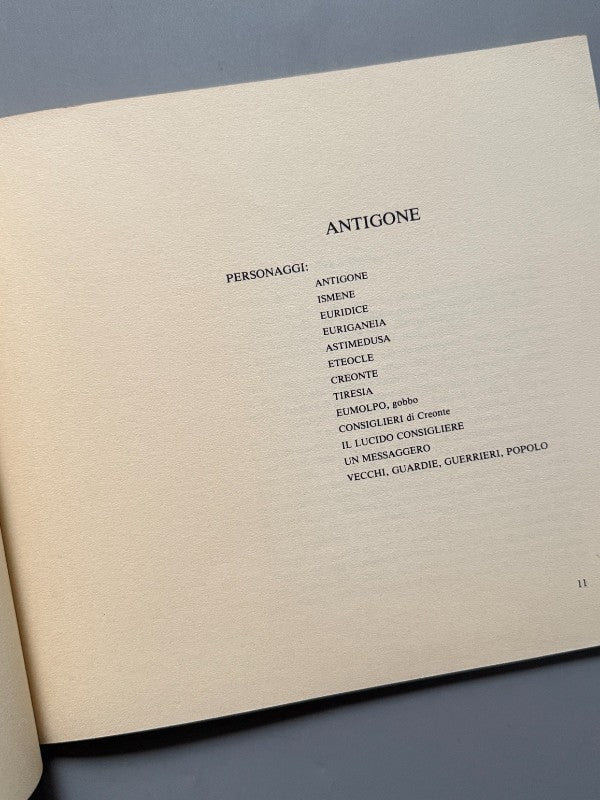 ANTIGONE
PERSONAGGI:
ANTIGONE
ISMENE
EURIDICE
EURIGANEIA
ASTIMEDUSA
ETEOCLE
CREONTE
TIRESIA
EUMOLPO, gobbo
CONSIGLIERI di Creonte
IL LUCIDO CONSIGLIERE
UN MESSAGGERO
VECCHI, GUARDIE, GUERRIERI, POPOLO
11